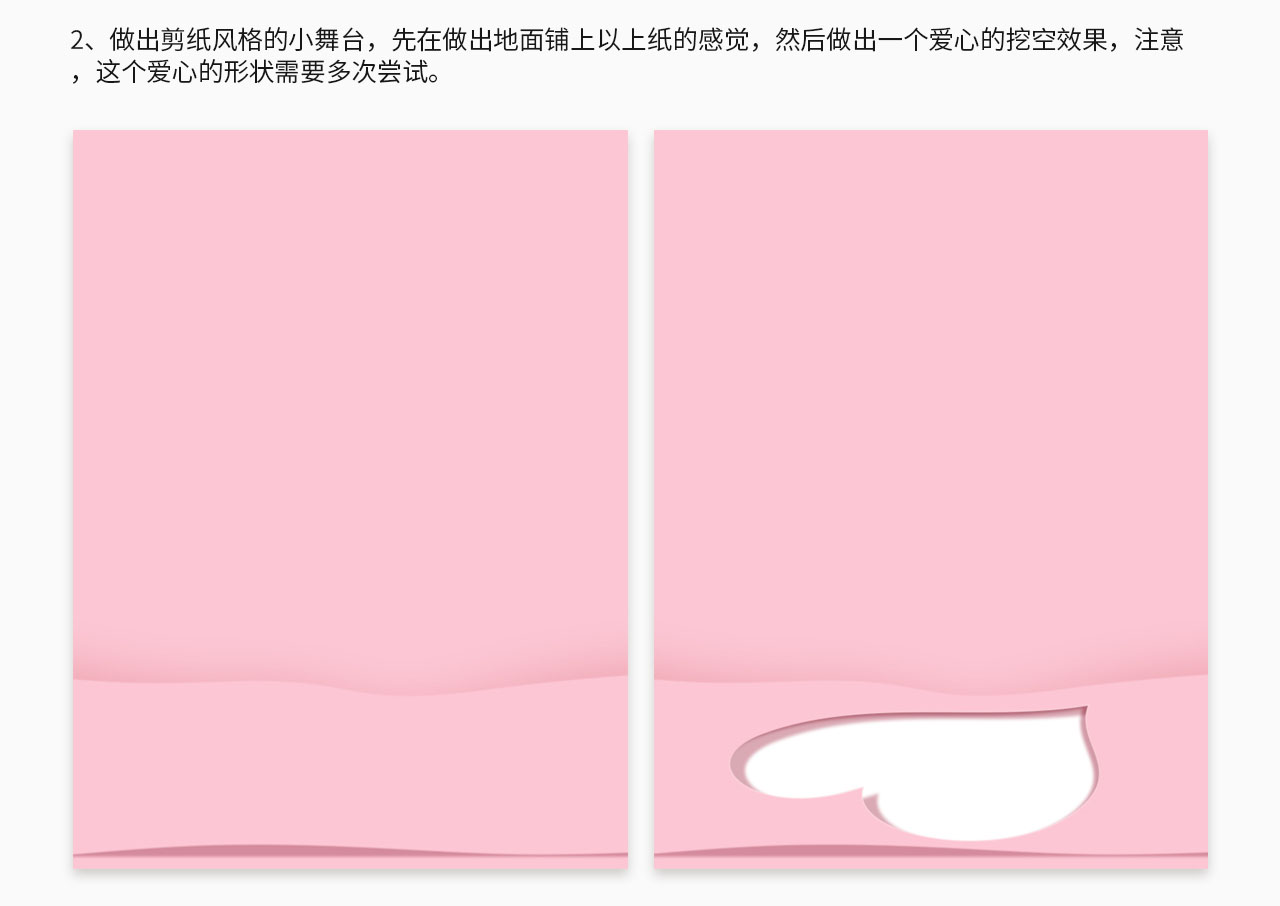 2、做出剪纸风格的小舞台，先在做出地面铺上以上纸的感觉，然后做出一个爱心的挖空效果，注意
，这个爱心的形状需要多次尝试。